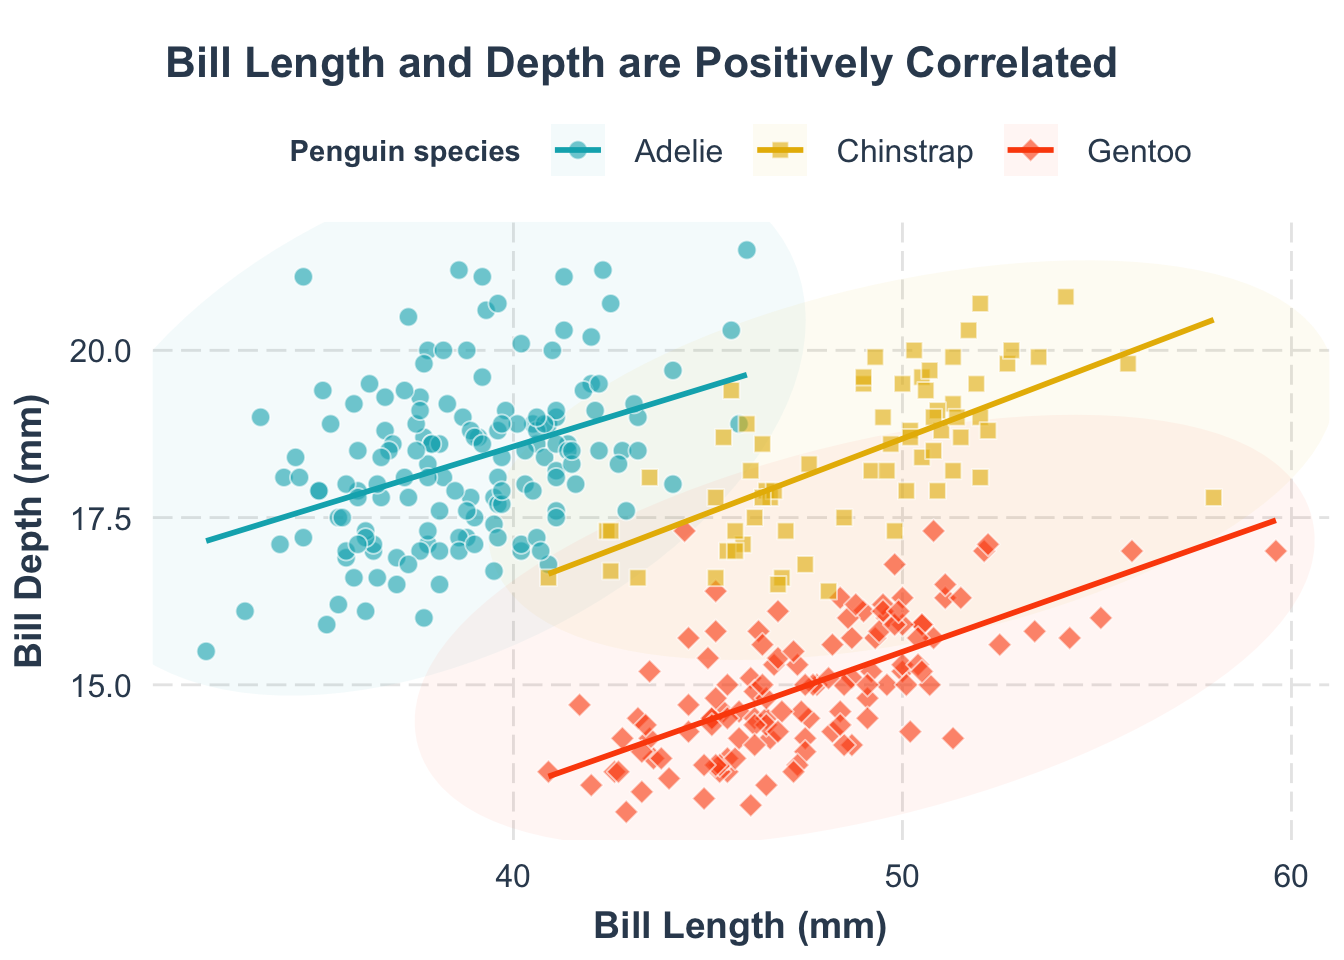 Bill Length and Depth are Positively Correlated
Penguin species Adelie Chinstrap Gentoo
20.0
17.5
15.0
Bill Depth (mm)
40 50 60
Bill Length (mm)